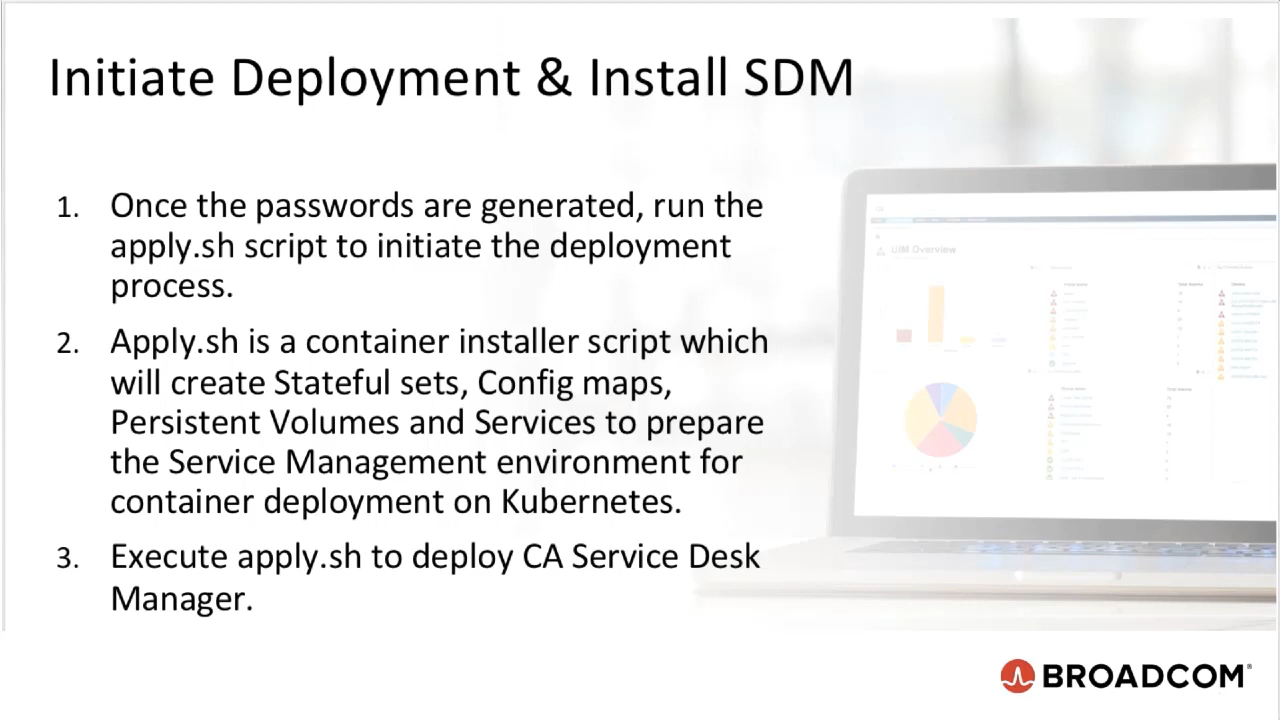 Initiate Deployment & Install SDM
1. Once the passwords are generated, run the
apply.sh script to initiate the deployment
process.
2. Apply.sh is a container installer script which
will create Stateful sets, Config maps,
Persistent Volumes and Services to prepare
the Service Management environment for
container deployment on Kubernetes.
3. Execute apply.sh to deploy CA Service Desk
Manager.
UIM Overview
BROADCOM®